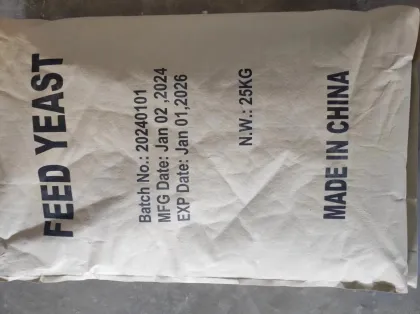 FEED YEAST
Batch No.: 20240101
MFG Date: Jan 02 ,2024
EXP Date: Jan 01,2026
N.W.: 25KG
MADE IN CHINA